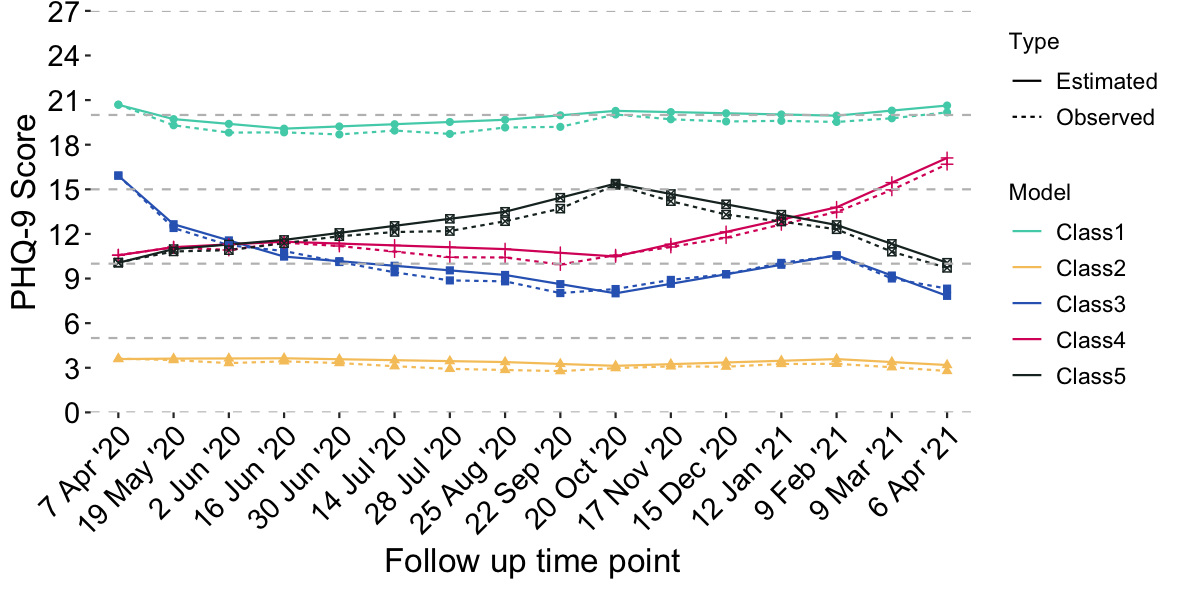 PHQ-9 Score
27
24
21
18
15
12
9
6
3
0
7 Apr '20
19 May '20
2 Jun '20
16 Jun '20
30 Jun '20
14 Jul '20
28 Jul '20
25 Aug '20
22 Sep '20
20 Oct '20
17 Nov '20
15 Dec '20
12 Jan '21
9 Feb '21
9 Mar '21
6 Apr '21
Follow up time point
Type
Estimated
Observed
Model
Class1
Class2
Class3
Class4
Class5